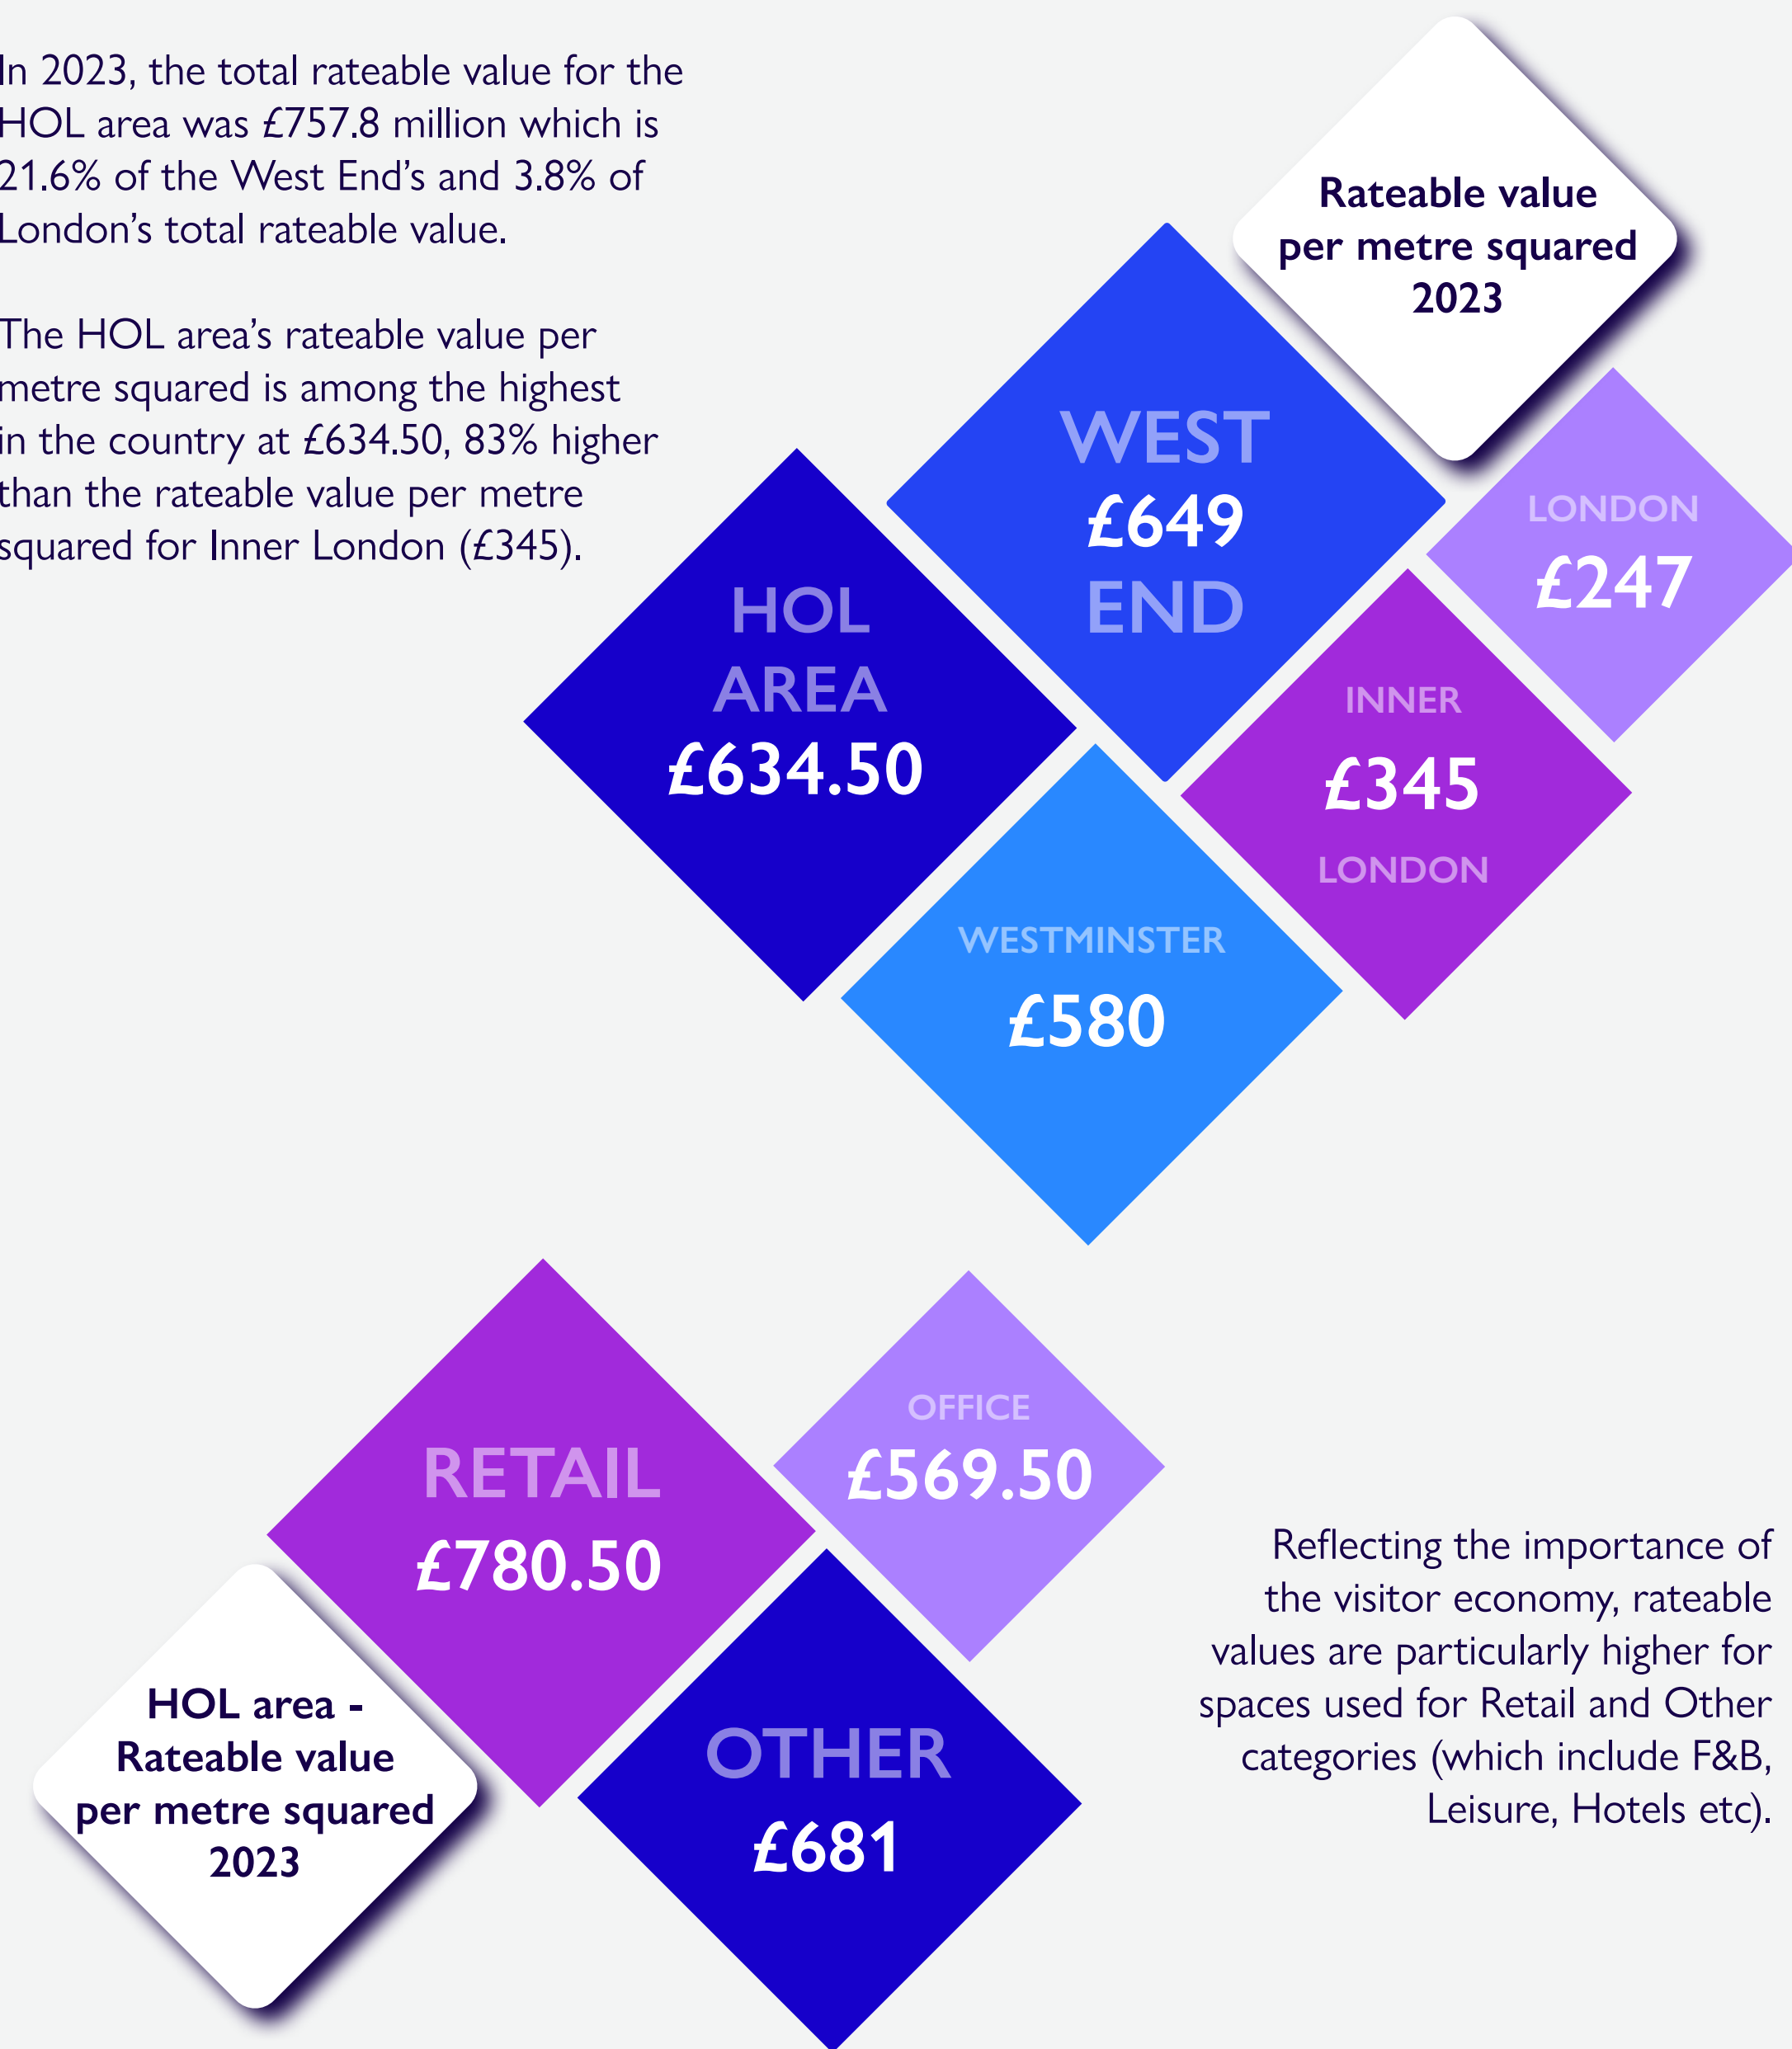 In 2023, the total rateable value for the
HOL area was £757.8 million which is
21.6% of the West End’s and 3.8% of
London’s total rateable value.
The HOL area’s rateable value per
metre squared is among the highest
in the country at £634.50, 83% higher
than the rateable value per metre
squared for Inner London (£345).
Rateable value
per metre squared
2023
WEST
£649
END
LONDON
£247
HOL
AREA
£634.50
INNER
£345
LONDON
WESTMINSTER
£580
RETAIL
£780.50
OFFICE
£569.50
HOL area -
Rateable value
per metre squared
2023
OTHER
£681
Reflecting the importance of
the visitor economy, rateable
values are particularly higher for
spaces used for Retail and Other
categories (which include F&B,
Leisure, Hotels etc).